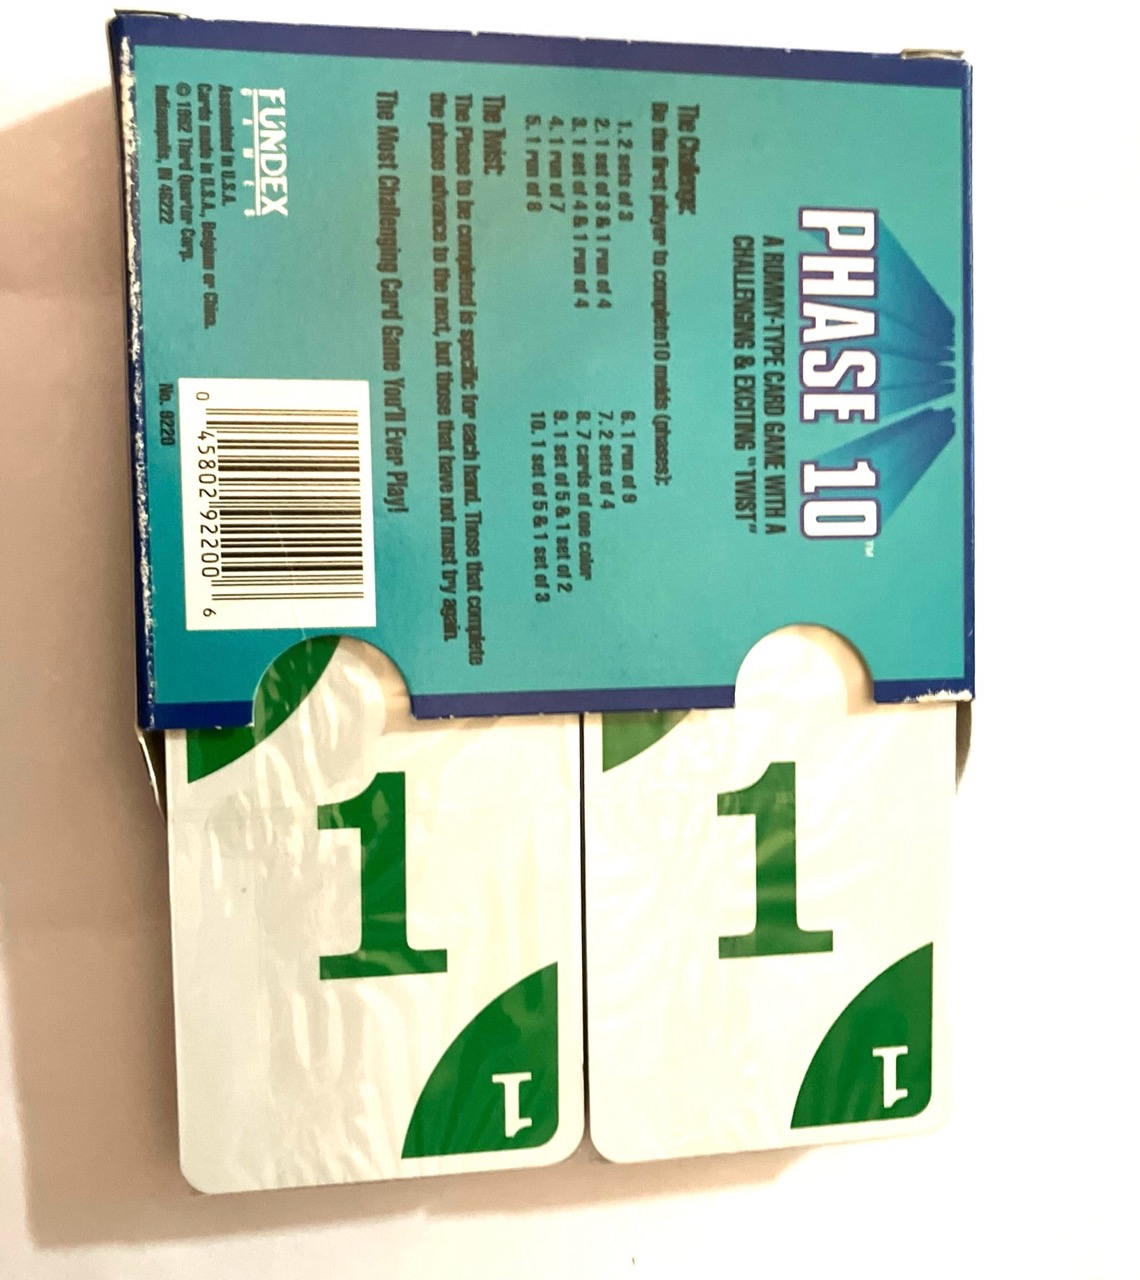 PHASE 10™
A RUMMY-TYPE CARD GAME WITH A
CHALLENGING & EXCITING "TWIST"
The Challenge:
Be the first player to complete 10 melds (phases):
1. 2 sets of 3
2. 1 set of 3 & 1 run of 4
3. 1 set of 4 & 1 run of 4
4. 1 run of 7
5. 1 run of 8
6. 1 run of 9
7. 2 sets of 4
8. 7 cards of one color
9. 1 set of 5 & 1 set of 2
10. 1 set of 5 & 1 set of 3
The Twist:
The Phase to be completed is specific for each hand. Those that complete
the phase advance to the next, but those that have not must try again.
The Most Challenging Card Game You'll Ever Play!
FUNDEX
GAMES
Assembled in U.S.A.
Cards made in U.S.A., Belgium or China.
© 1992 Third Quarter Corp.
Indianapolis, IN 46222
No. 9220
0 45802 92200 6
1
1
1
1